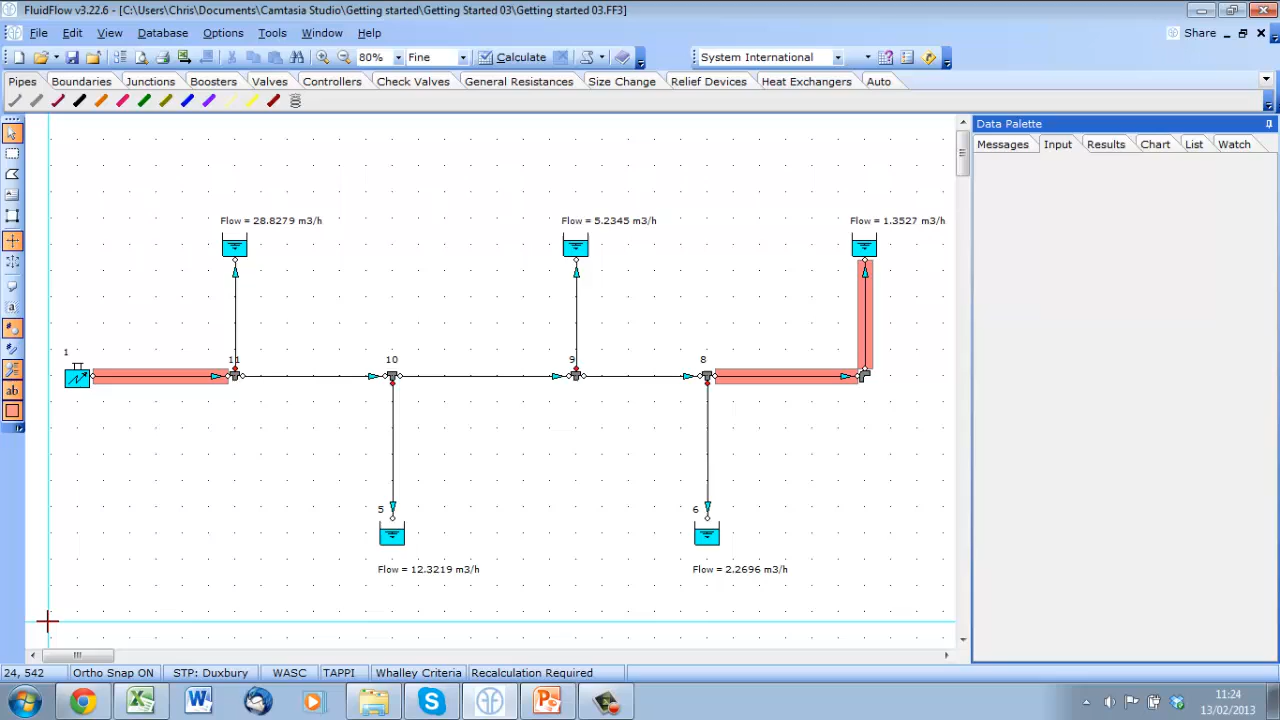 FluidFlow v3.22.6 - [C:\Users\Chris\Documents\Camtasia Studio\Getting started\Getting Started 03\Getting started 03.FF3]
File Edit View Database Options Tools Window Help Share
80% Fine Calculate System International
Pipes Boundaries Junctions Boosters Valves Controllers Check Valves General Resistances Size Change Relief Devices Heat Exchangers Auto
Data Palette
Messages Input Results Chart List Watch
Flow = 28.8279 m3/h Flow = 5.2345 m3/h Flow = 1.3527 m3/h
1 11 10 9 8
ab
5 6
Flow = 12.3219 m3/h Flow = 2.2696 m3/h
24, 542 Ortho Snap ON STP: Duxbury WASC TAPPI Whalley Criteria Recalculation Required
11:24
13/02/2013